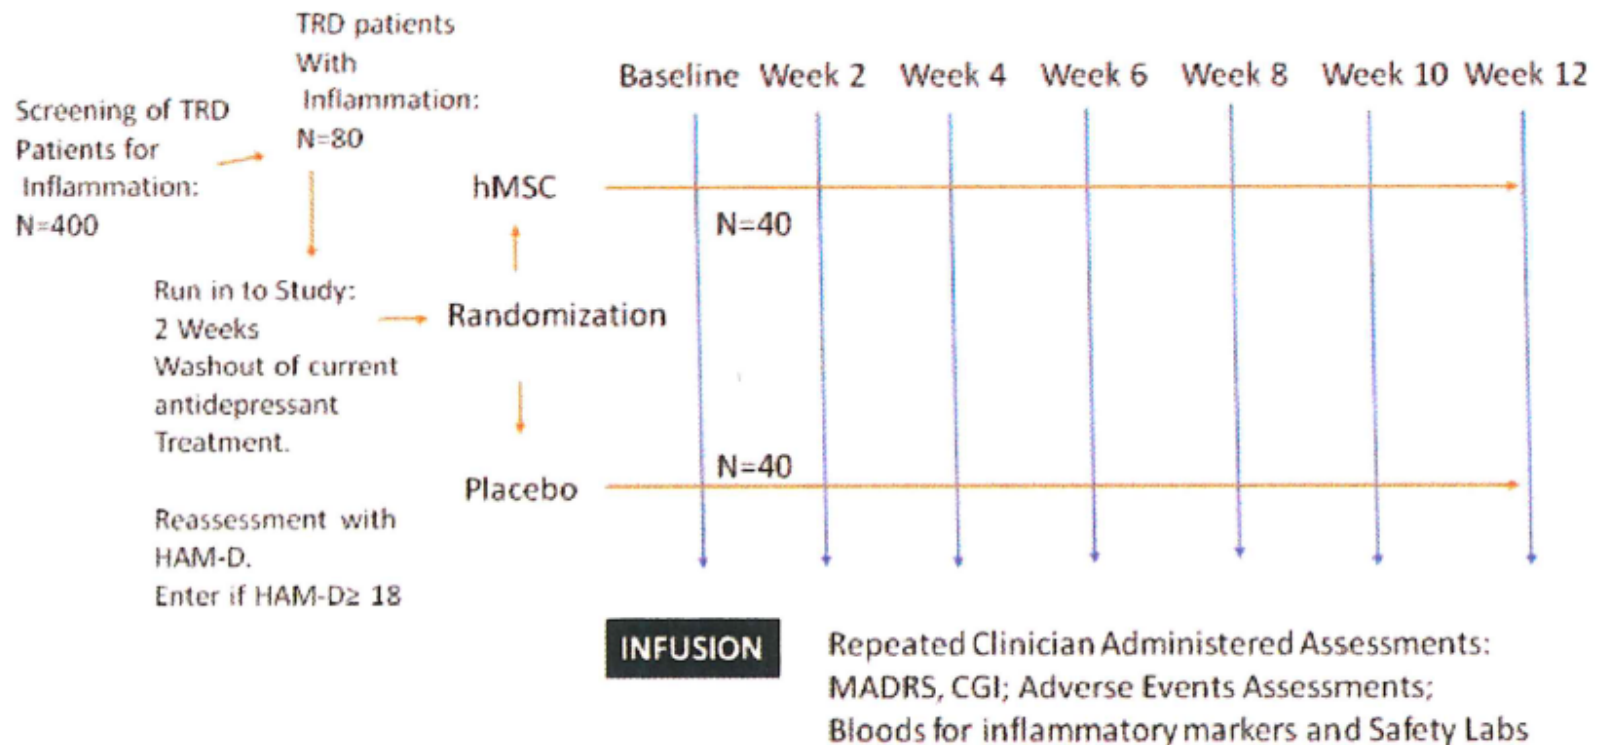 Screening of TRD
Patients for
Inflammation:
N=400
TRD patients
With
Inflammation:
N=80
Run in to Study:
2 Weeks
Washout of current
antidepressant
Treatment.
Reassessment with
HAM-D.
Enter if HAM-D≥ 18
hMSC
Randomization
Placebo
Baseline Week 2 Week 4 Week 6 Week 8 Week 10 Week 12
N=40
N=40
INFUSION
Repeated Clinician Administered Assessments:
MADRS, CGI; Adverse Events Assessments;
Bloods for inflammatory markers and Safety Labs